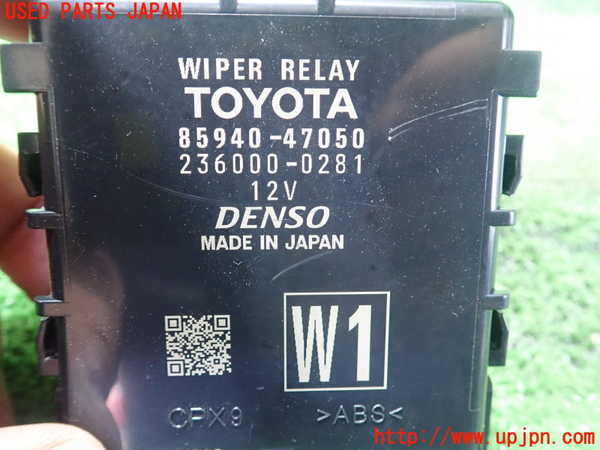 USED PARTS JAPAN
WIPER RELAY
TOYOTA
85940-47050
236000-0281
12V
DENSO
MADE IN JAPAN
W1
CPX9 >ABS<
http://www.upjpn.com